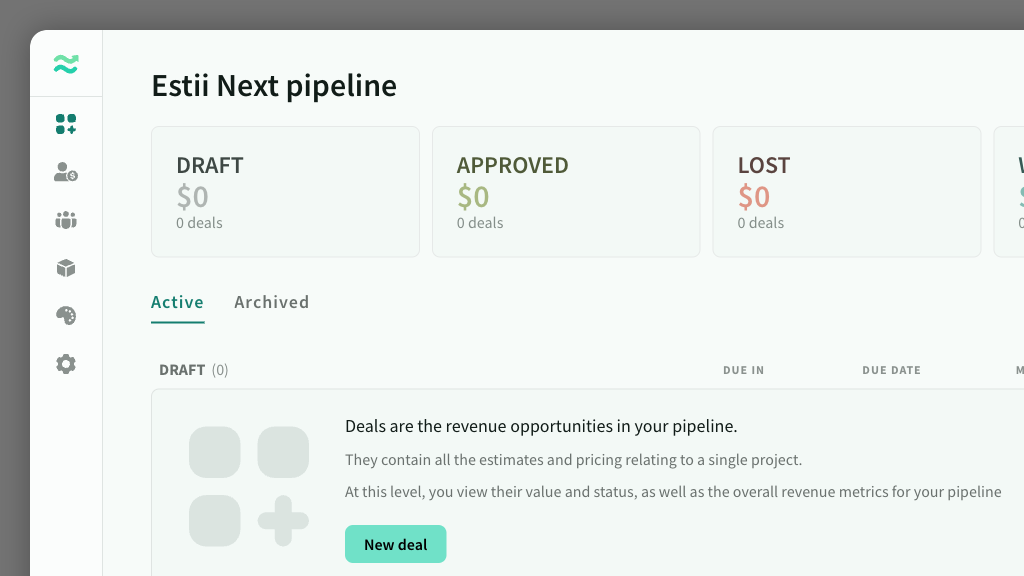 Estii Next pipeline
DRAFT
$0
0 deals
APPROVED
$0
0 deals
LOST
$0
0 deals
Active
Archived
DRAFT (0)
DUE IN
DUE DATE
Deals are the revenue opportunities in your pipeline.
They contain all the estimates and pricing relating to a single project.
At this level, you view their value and status, as well as the overall revenue metrics for your pipeline
New deal